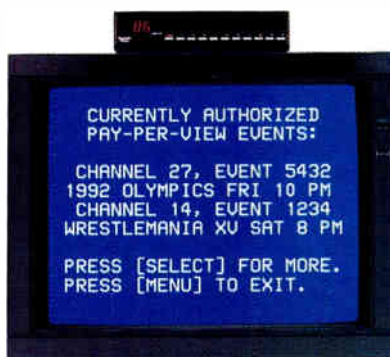 CURRENTLY AUTHORIZED
PAY-PER-VIEW EVENTS:
CHANNEL 27, EVENT 5432
1992 OLYMPICS FRI 10 PM
CHANNEL 14, EVENT 1234
WRESTLEMANIA XV SAT 8 PM
PRESS [SELECT] FOR MORE.
PRESS [MENU] TO EXIT.